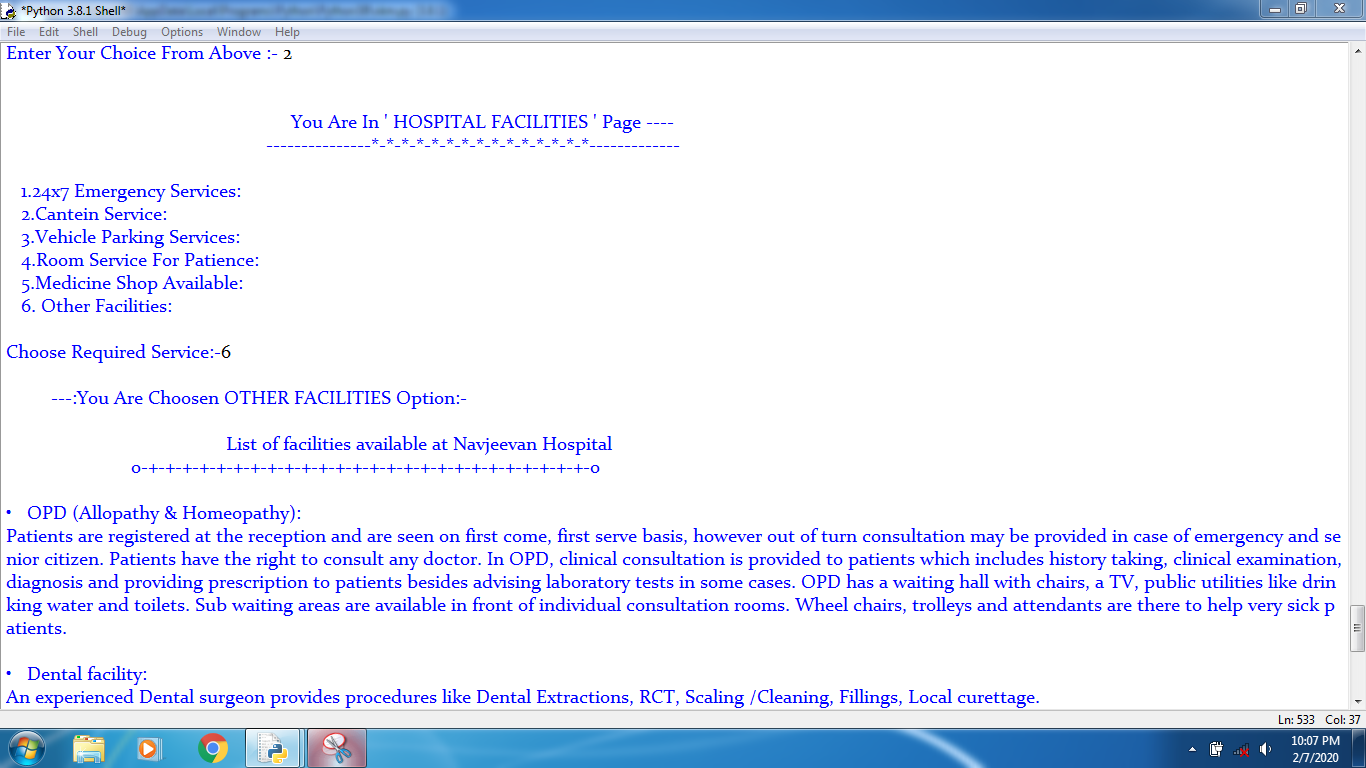 *Python 3.8.1 Shell*
File Edit Shell Debug Options Window Help
Enter Your Choice From Above :- 2
You Are In ' HOSPITAL FACILITIES ' Page ----
---------------*-*-*-*-*-*-*-*-*-*-*-*-*-*-*-------------
1.24x7 Emergency Services:
2.Cantein Service:
3.Vehicle Parking Services:
4.Room Service For Patience:
5.Medicine Shop Available:
6. Other Facilities:
Choose Required Service:-6
---:You Are Choosen OTHER FACILITIES Option:-
List of facilities available at Navjeevan Hospital
o-+-+-+-+-+-+-+-+-+-+-+-+-+-+-+-+-+-+-+-+-+-+-+-+-+-+-o
• OPD (Allopathy & Homeopathy):
Patients are registered at the reception and are seen on first come, first serve basis, however out of turn consultation may be provided in case of emergency and se
nior citizen. Patients have the right to consult any doctor. In OPD, clinical consultation is provided to patients which includes history taking, clinical examination,
diagnosis and providing prescription to patients besides advising laboratory tests in some cases. OPD has a waiting hall with chairs, a TV, public utilities like drin
king water and toilets. Sub waiting areas are available in front of individual consultation rooms. Wheel chairs, trolleys and attendants are there to help very sick p
atients.
• Dental facility:
An experienced Dental surgeon provides procedures like Dental Extractions, RCT, Scaling /Cleaning, Fillings, Local curettage.
Ln: 533 Col: 37
10:07 PM
2/7/2020